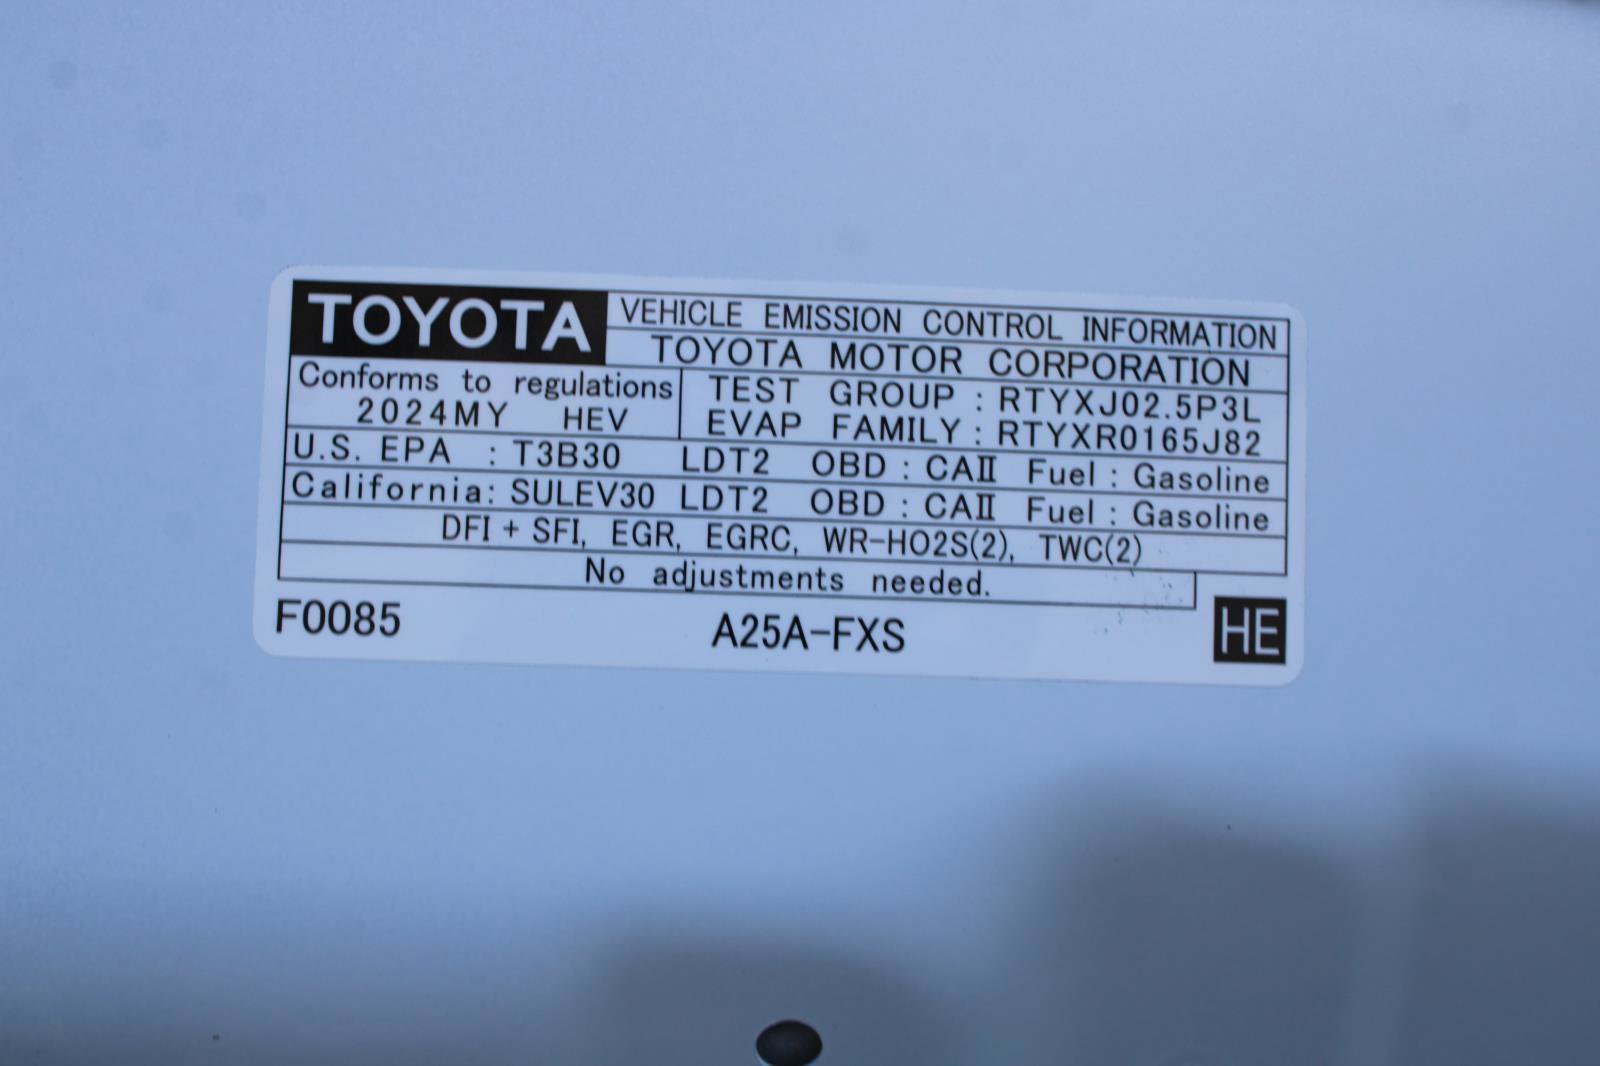 TOYOTA
VEHICLE EMISSION CONTROL INFORMATION
TOYOTA MOTOR CORPORATION
Conforms to regulations
2024MY HEV
TEST GROUP : RTYXJ02.5P3L
EVAP FAMILY : RTYXR0165J82
U.S. EPA : T3B30 LDT2 OBD : CAⅡ Fuel : Gasoline
California: SULEV30 LDT2 OBD : CAⅡ Fuel : Gasoline
DFI + SFI, EGR, EGRC, WR-HO2S(2), TWC(2)
No adjustments needed.
F0085 A25A-FXS HE